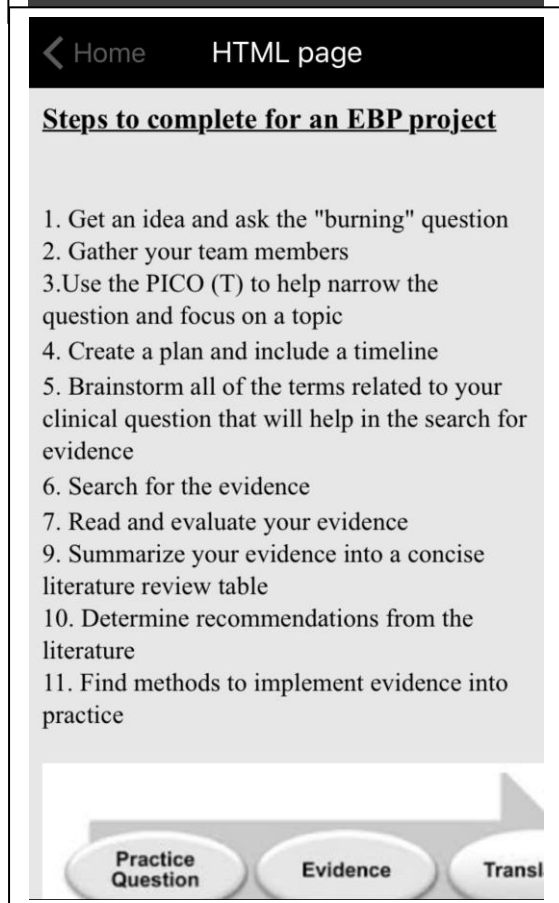 Home HTML page
Steps to complete for an EBP project
1. Get an idea and ask the "burning" question
2. Gather your team members
3.Use the PICO (T) to help narrow the
question and focus on a topic
4. Create a plan and include a timeline
5. Brainstorm all of the terms related to your
clinical question that will help in the search for
evidence
6. Search for the evidence
7. Read and evaluate your evidence
9. Summarize your evidence into a concise
literature review table
10. Determine recommendations from the
literature
11. Find methods to implement evidence into
practice
Practice
Question
Evidence
Transl